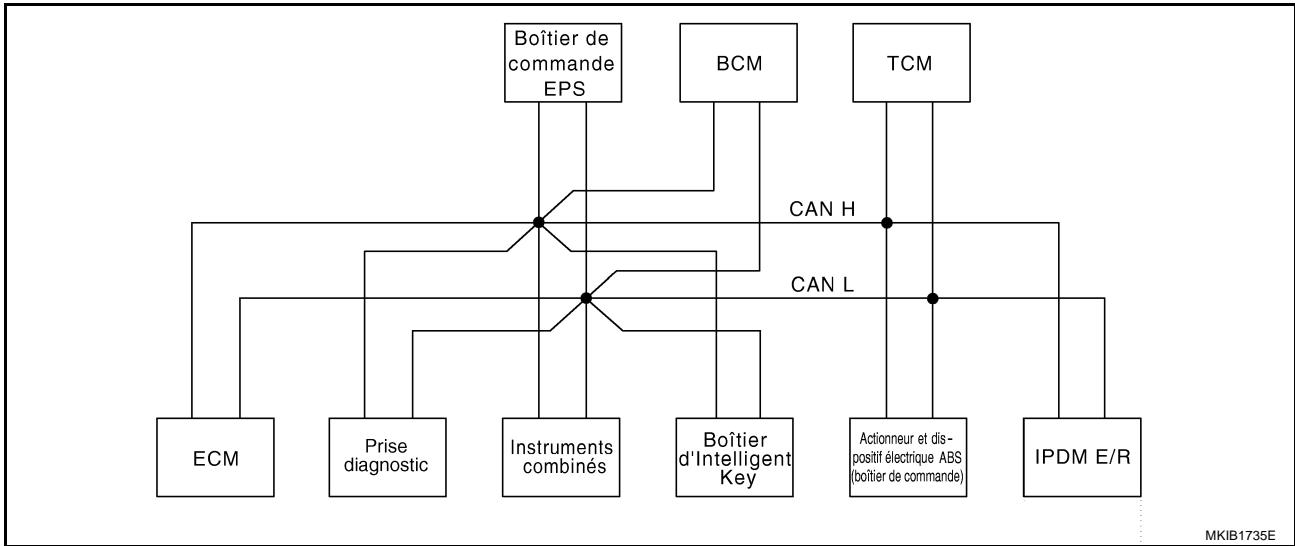 Boîtier de
commande
EPS
BCM
TCM
CAN H
CAN L
ECM
Prise
diagnostic
Instruments
combinés
Boîtier
d'Intelligent
Key
Actionneur et dis-
positif électrique ABS
(boîtier de commande)
IPDM E/R
MKIB1735E